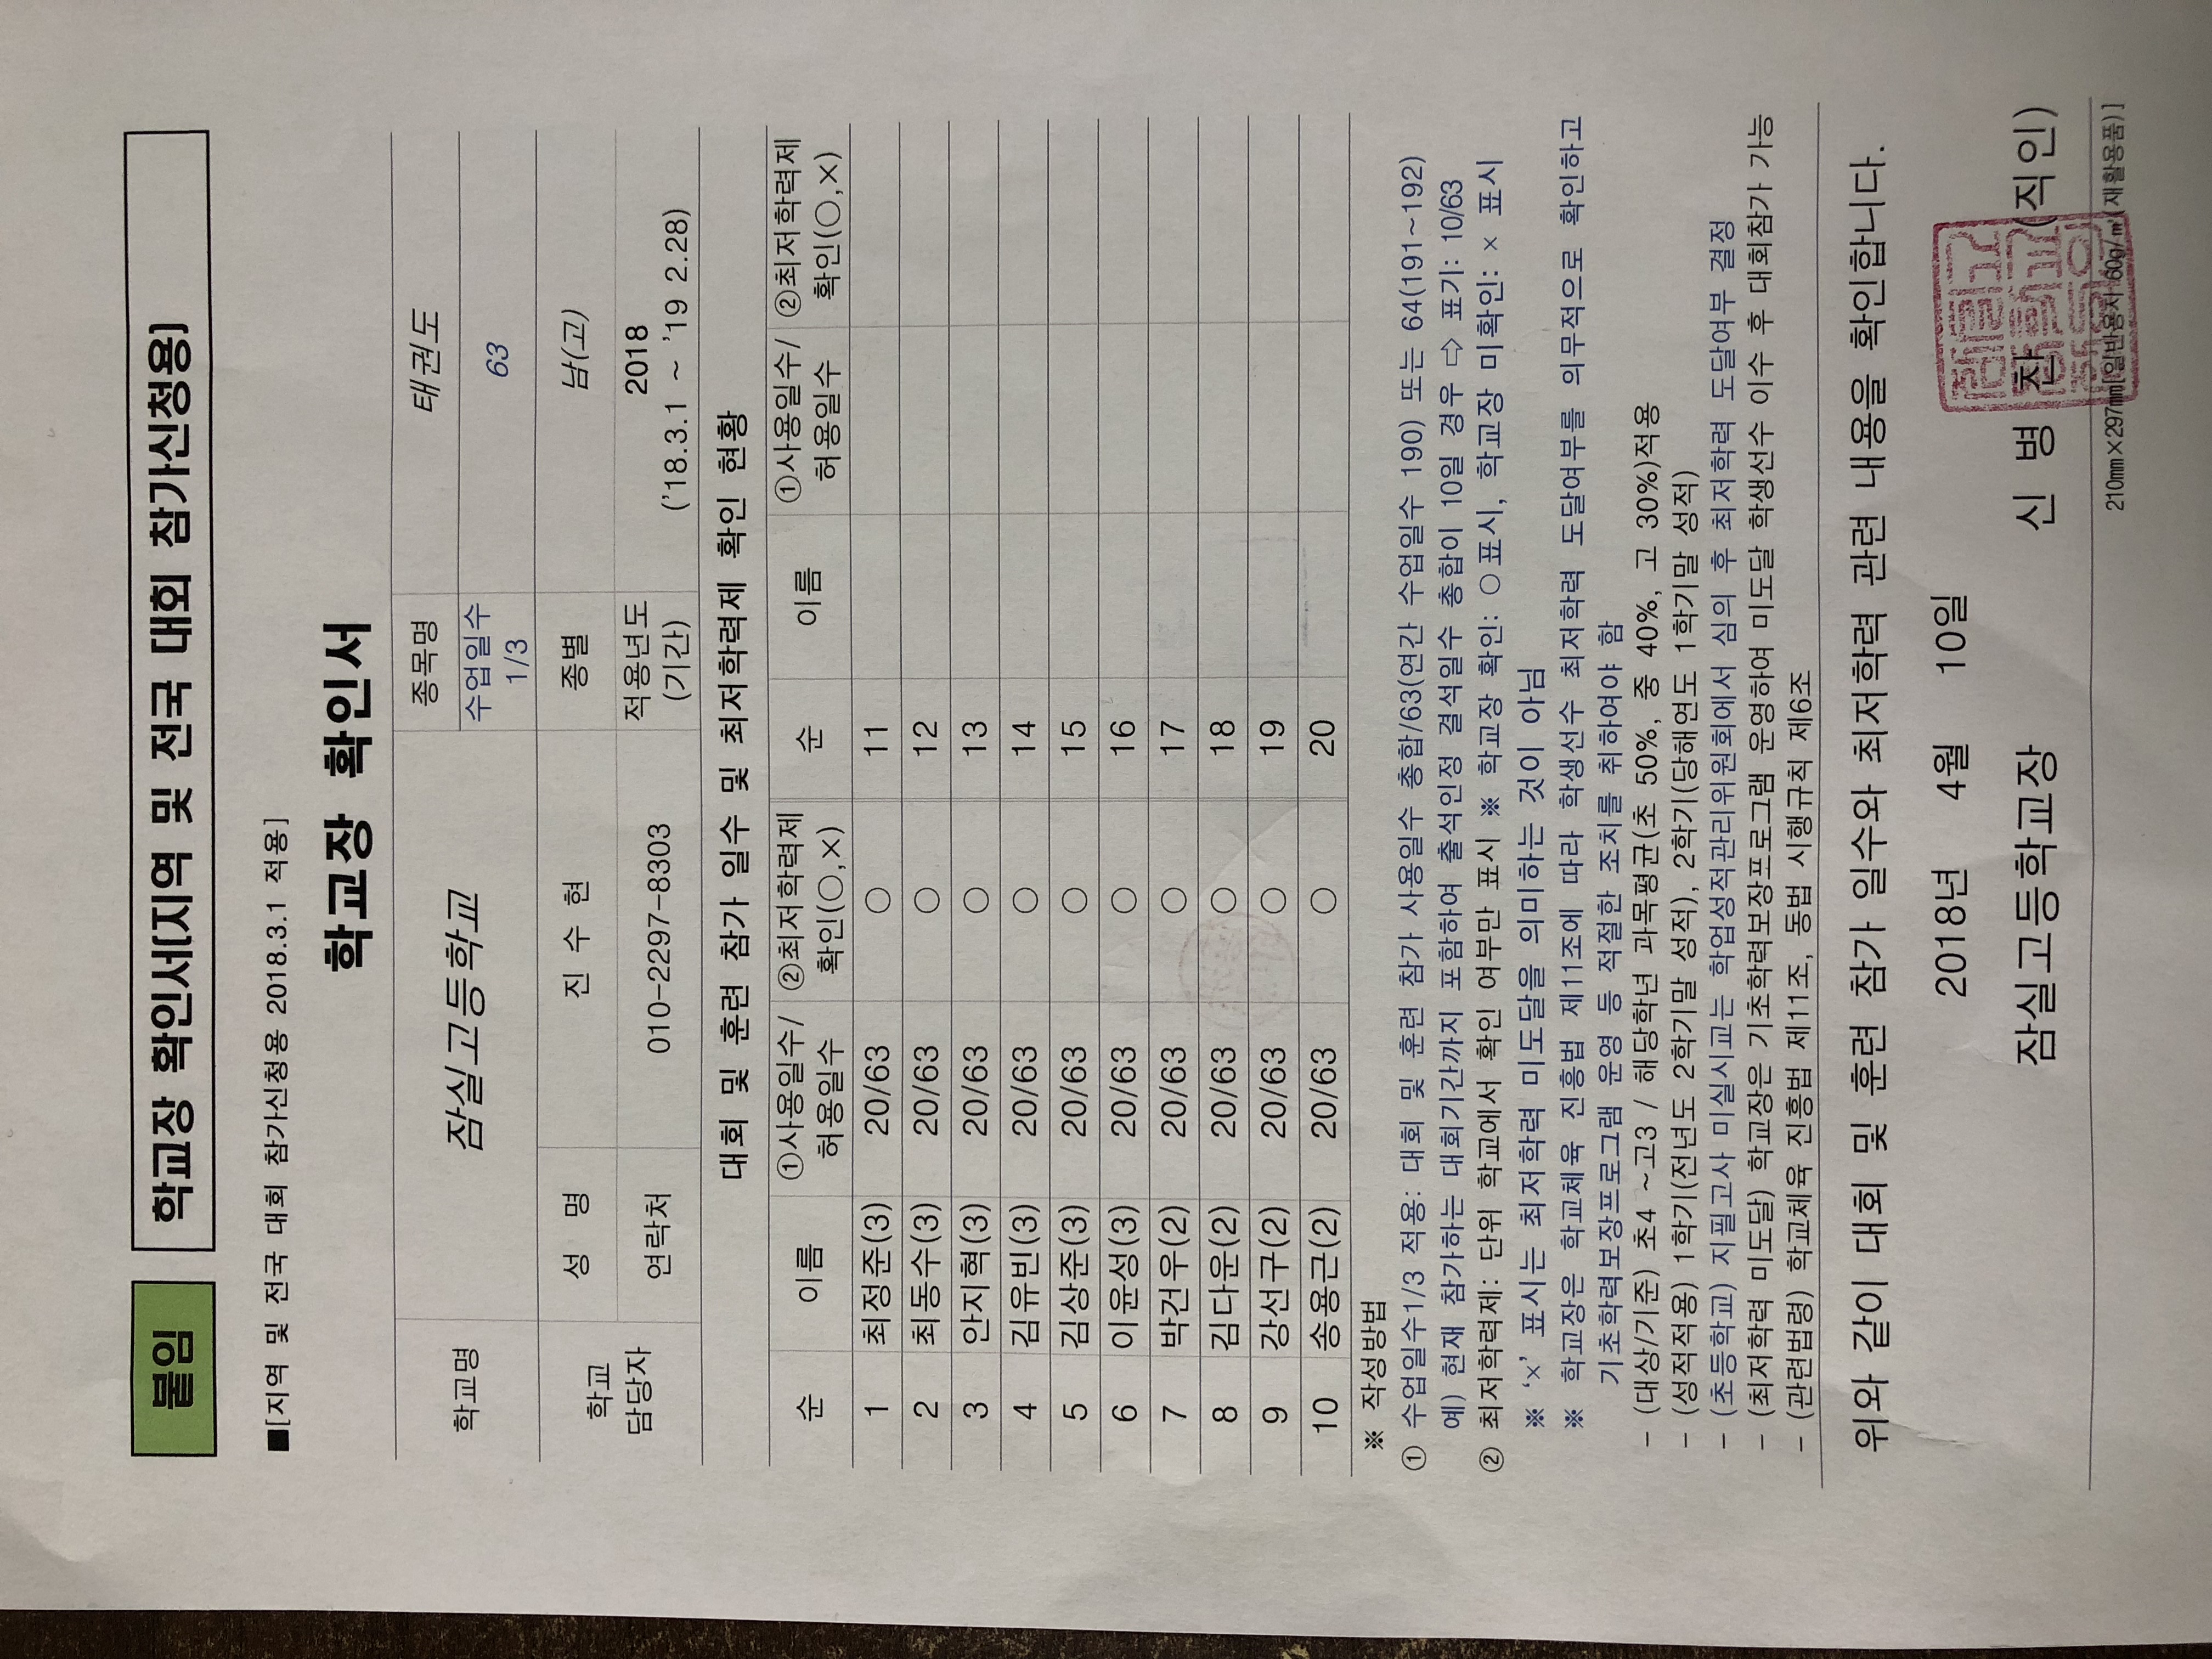 붙임 학교장 확인서[지역 및 전국 대회 참가신청용]
■[지역 및 전국 대회 참가신청용 2018.3.1 적용]
학교장 확인서
학교명 잠실고등학교 종목명 태권도
수업일수 1/3 63
학교 담당자 성 명 진 수 현 종별 남(고)
연락처 010-2297-8303 적용년도 (기간) 2018 ('18.3.1 ~ '19 2.28)
대회 및 훈련 참가 일수 및 최저학력제 확인 현황
순 이름 ①사용일수/허용일수 ②최저학력제 확인(○,×) 순 이름 ①사용일수/허용일수 ②최저학력제 확인(○,×)
1 최정준(3) 20/63 ○ 11
2 최동수(3) 20/63 ○ 12
3 안지혁(3) 20/63 ○ 13
4 김유빈(3) 20/63 ○ 14
5 김상준(3) 20/63 ○ 15
6 이윤성(3) 20/63 ○ 16
7 박건우(2) 20/63 ○ 17
8 김다운(2) 20/63 ○ 18
9 강선구(2) 20/63 ○ 19
10 송용근(2) 20/63 ○ 20
※ 작성방법
① 수업일수1/3 적용: 대회 및 훈련 참가 사용일수 총합/63(연간 수업일수 190) 또는 64(191~192)
예) 현재 참가하는 대회기간까지 포함하여 출석인정 결석일수 총합이 10일 경우 ⇨ 표기: 10/63
② 최저학력제: 단위 학교에서 확인 여부만 표시 ※ 학교장 확인: ○표시, 학교장 미확인: × 표시
※ '×' 표시는 최저학력 미도달을 의미하는 것이 아님
※ 학교장은 학교체육 진흥법 제11조에 따라 학생선수 최저학력 도달여부를 의무적으로 확인하고
기초학력보장프로그램 운영 등 적절한 조치를 취하여야 함
- (대상/기준) 초4 ~고3 / 해당학년 과목평균(초 50%, 중 40%, 고 30%)적용
- (성적적용) 1학기(전년도 2학기말 성적), 2학기(당해연도 1학기말 성적)
- (초등학교) 지필고사 미실시교는 학업성적관리위원회에서 심의 후 최저학력 도달여부 결정
- (최저학력 미도달) 학교장은 기초학력보장프로그램 운영하여 미도달 학생선수 이수 후 대회참가 가능
- (관련법령) 학교체육 진흥법 제11조, 동법 시행규칙 제6조
위와 같이 대회 및 훈련 참가 일수와 최저학력 관련 내용을 확인합니다.
2018년 4월 10일
잠실고등학교장 신 병 찬 (직인)
210㎜×297㎜[일반용지 60g/㎡(재활용품)]